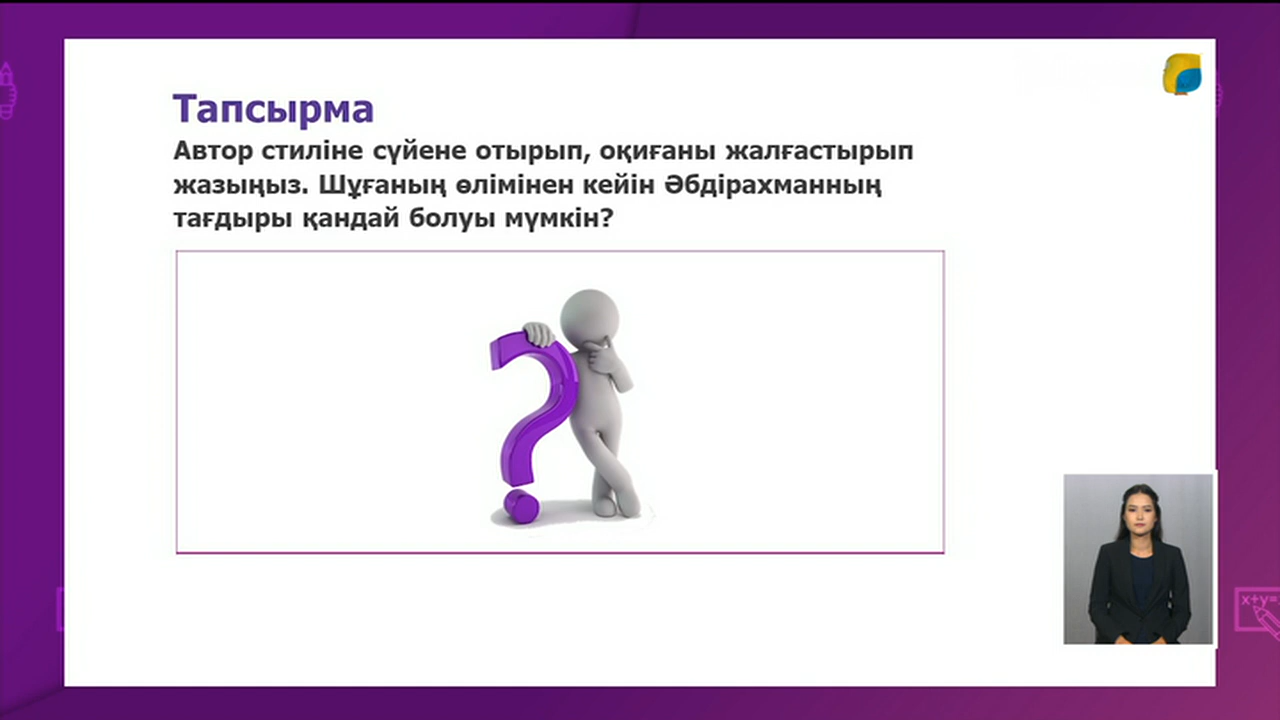 Тапсырма
Автор стиліне сүйене отырып, оқиғаны жалғастырып
жазыңыз. Шұғаның өлімінен кейін Әбдірахманның
тағдыры қандай болуы мүмкін?
x+y=